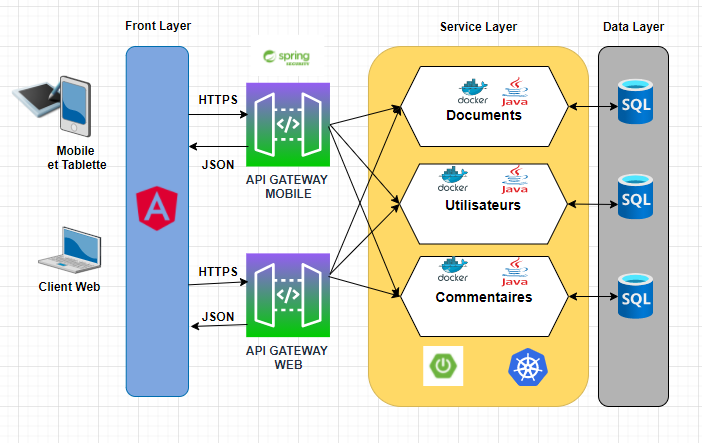 Front Layer
Service Layer
Data Layer
spring
SECURITY
HTTPS
JSON
API GATEWAY
MOBILE
Mobile
et Tablette
docker
Java
Documents
SQL
docker
Java
Utilisateurs
SQL
A
Client Web
HTTPS
JSON
API GATEWAY
WEB
docker
Java
Commentaires
SQL